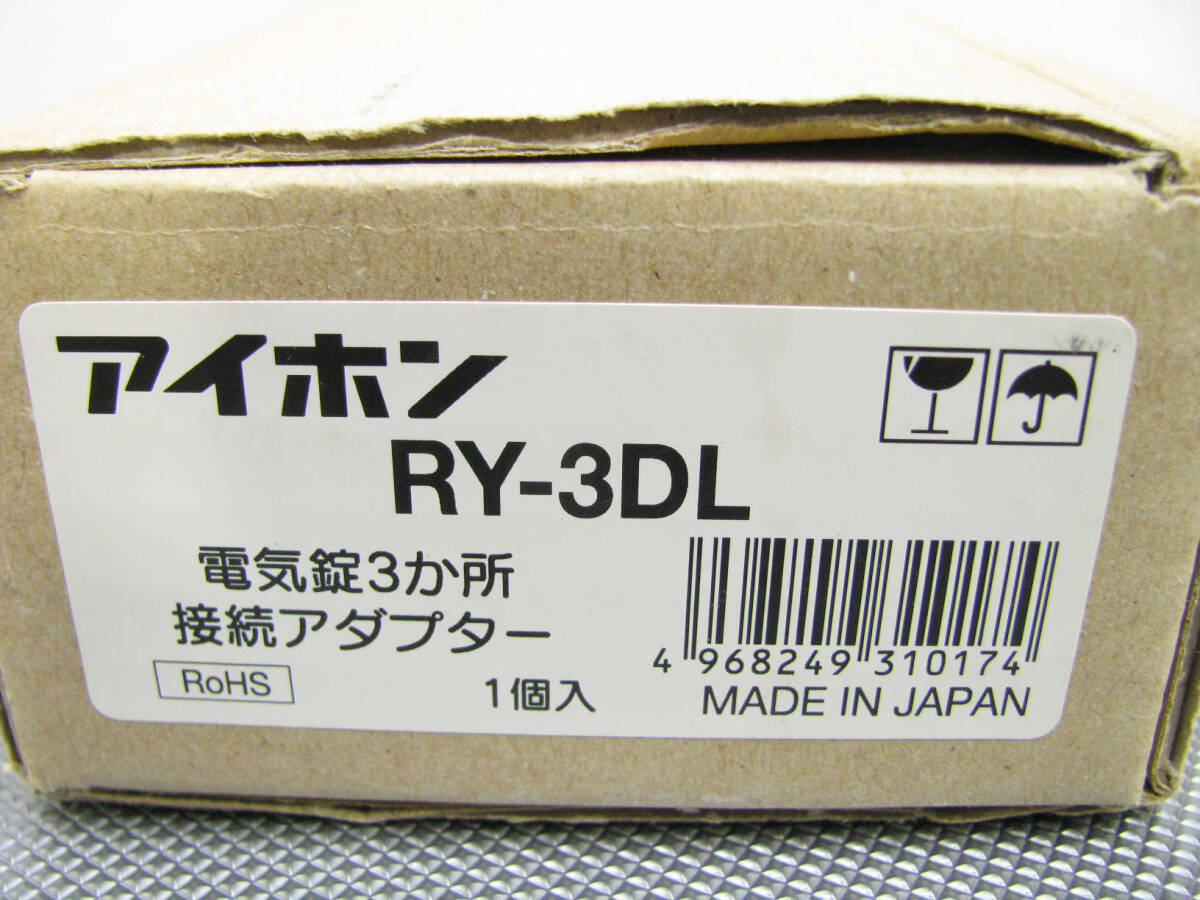 アイホン
RY-3DL
電気錠3か所
接続アダプター
RoHS
1個入
4 968249 310174
MADE IN JAPAN